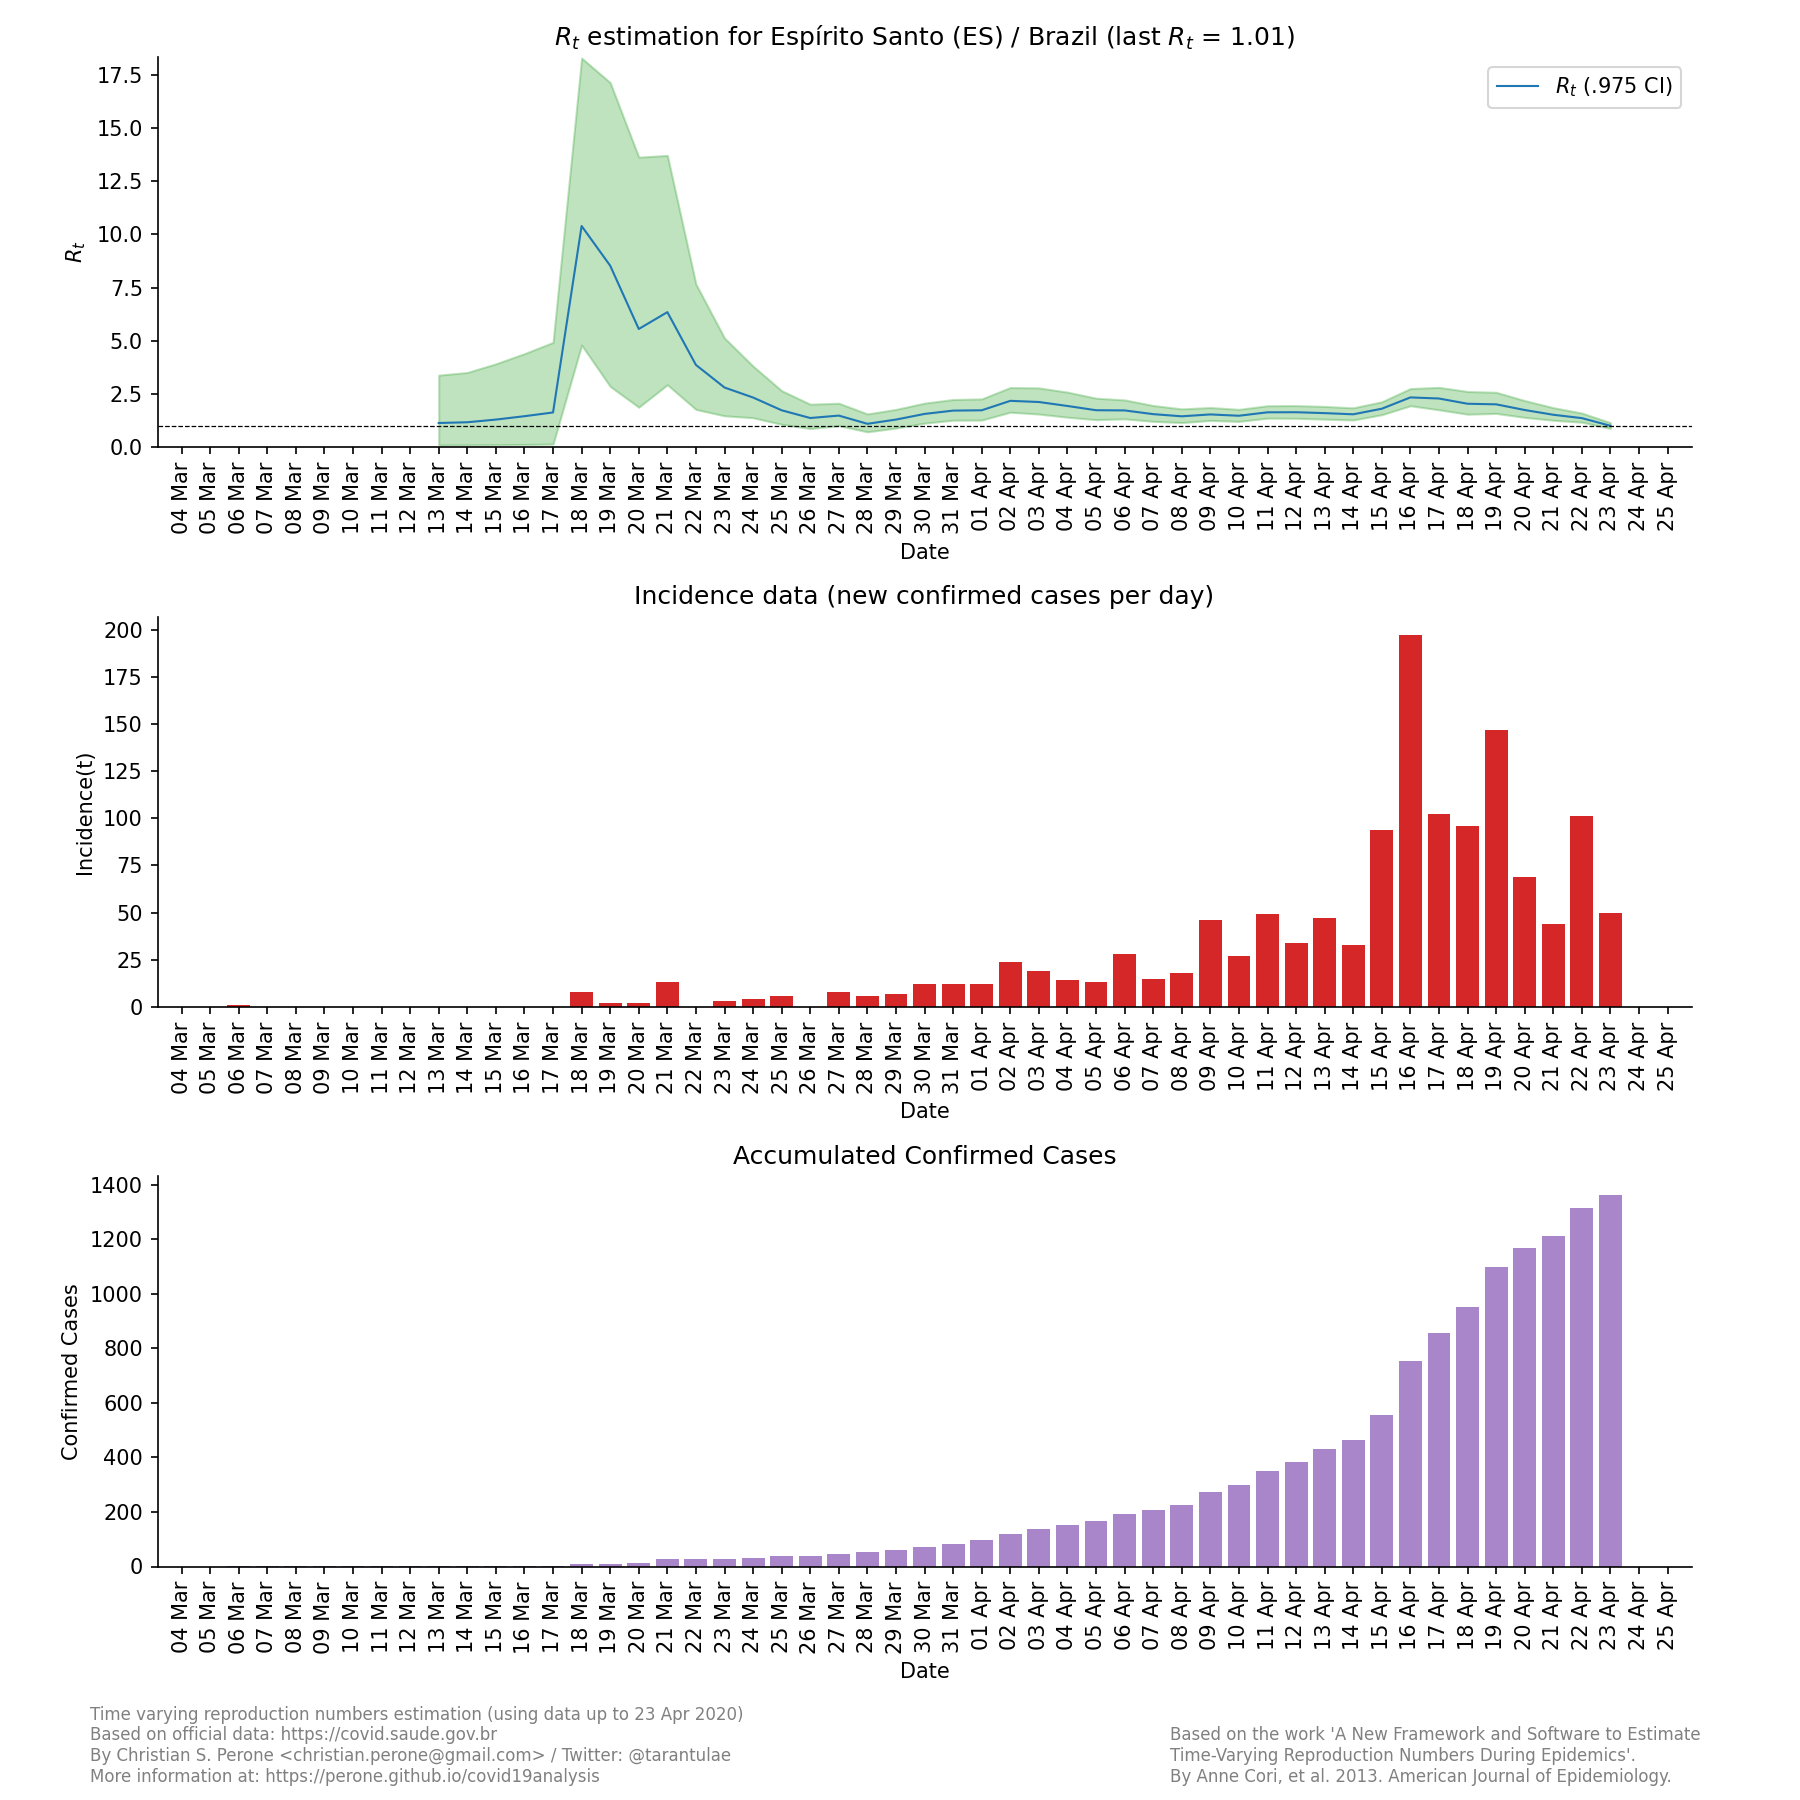 Rt estimation for Espírito Santo (ES) / Brazil (last Rt = 1.01)
Rt (.975 CI)
17.5
15.0
12.5
10.0
7.5
5.0
2.5
0.0
Rt
04 Mar 05 Mar 06 Mar 07 Mar 08 Mar 09 Mar 10 Mar 11 Mar 12 Mar 13 Mar 14 Mar 15 Mar 16 Mar 17 Mar 18 Mar 19 Mar 20 Mar 21 Mar 22 Mar 23 Mar 24 Mar 25 Mar 26 Mar 27 Mar 28 Mar 29 Mar 30 Mar 31 Mar 01 Apr 02 Apr 03 Apr 04 Apr 05 Apr 06 Apr 07 Apr 08 Apr 09 Apr 10 Apr 11 Apr 12 Apr 13 Apr 14 Apr 15 Apr 16 Apr 17 Apr 18 Apr 19 Apr 20 Apr 21 Apr 22 Apr 23 Apr 24 Apr 25 Apr
Date
Incidence data (new confirmed cases per day)
200
175
150
125
100
75
50
25
0
Incidence(t)
04 Mar 05 Mar 06 Mar 07 Mar 08 Mar 09 Mar 10 Mar 11 Mar 12 Mar 13 Mar 14 Mar 15 Mar 16 Mar 17 Mar 18 Mar 19 Mar 20 Mar 21 Mar 22 Mar 23 Mar 24 Mar 25 Mar 26 Mar 27 Mar 28 Mar 29 Mar 30 Mar 31 Mar 01 Apr 02 Apr 03 Apr 04 Apr 05 Apr 06 Apr 07 Apr 08 Apr 09 Apr 10 Apr 11 Apr 12 Apr 13 Apr 14 Apr 15 Apr 16 Apr 17 Apr 18 Apr 19 Apr 20 Apr 21 Apr 22 Apr 23 Apr 24 Apr 25 Apr
Date
Accumulated Confirmed Cases
1400
1200
1000
800
600
400
200
0
Confirmed Cases
04 Mar 05 Mar 06 Mar 07 Mar 08 Mar 09 Mar 10 Mar 11 Mar 12 Mar 13 Mar 14 Mar 15 Mar 16 Mar 17 Mar 18 Mar 19 Mar 20 Mar 21 Mar 22 Mar 23 Mar 24 Mar 25 Mar 26 Mar 27 Mar 28 Mar 29 Mar 30 Mar 31 Mar 01 Apr 02 Apr 03 Apr 04 Apr 05 Apr 06 Apr 07 Apr 08 Apr 09 Apr 10 Apr 11 Apr 12 Apr 13 Apr 14 Apr 15 Apr 16 Apr 17 Apr 18 Apr 19 Apr 20 Apr 21 Apr 22 Apr 23 Apr 24 Apr 25 Apr
Date
Time varying reproduction numbers estimation (using data up to 23 Apr 2020)
Based on official data: https://covid.saude.gov.br
By Christian S. Perone <christian.perone@gmail.com> / Twitter: @tarantulae
More information at: https://perone.github.io/covid19analysis
Based on the work 'A New Framework and Software to Estimate
Time-Varying Reproduction Numbers During Epidemics'.
By Anne Cori, et al. 2013. American Journal of Epidemiology.